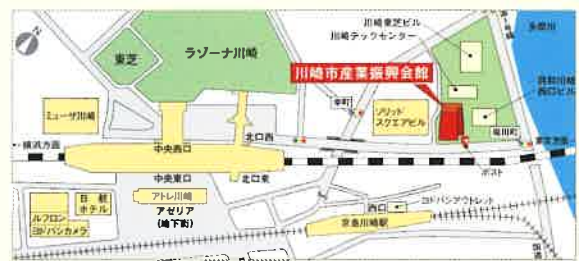 川崎東芝ビル
川崎テックセンター
多摩川
ラゾーナ川崎
東芝
川崎市産業振興会館
幸町
ソリッド
スクエアビル
西口ビル
ミューザ川崎
北口西
堀川町
横浜方面
東京方面
中央西口
ポスト
中央東口
北口東
アトレ川崎
アゼリア
(地下街)
日航
ホテル
ルフロン
ヨドバシカメラ
西口
ヨドバシアウトレット
京急川崎駅
国道